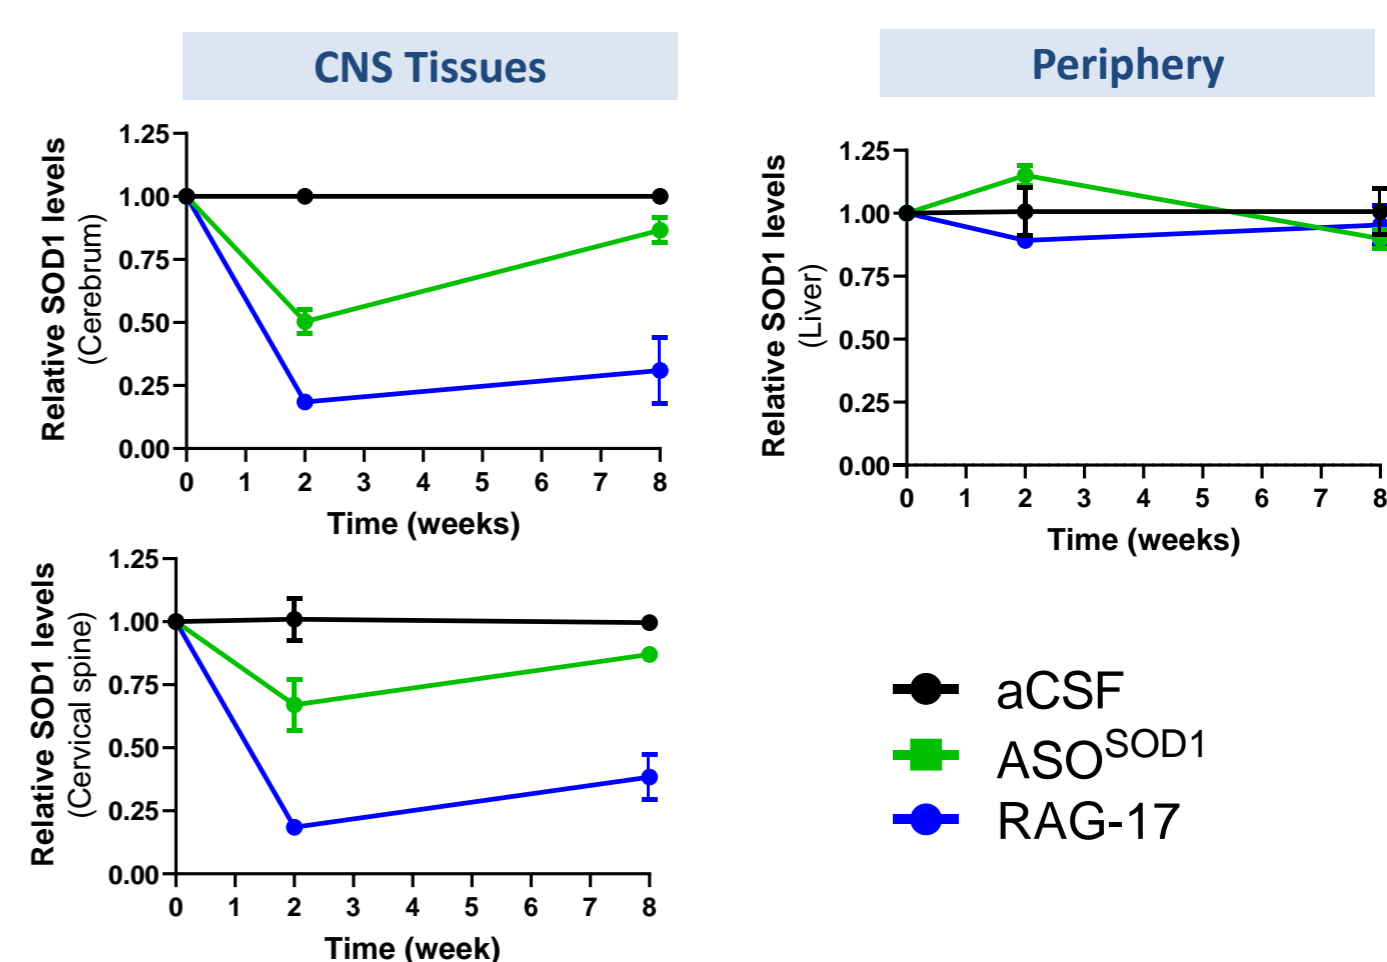 CNS Tissues
Relative SOD1 levels
(Cerebrum)
1.25
1.00
0.75
0.50
0.25
0.00
0 1 2 3 4 5 6 7 8
Time (weeks)
Relative SOD1 levels
(Cervical spine)
1.25
1.00
0.75
0.50
0.25
0.00
0 1 2 3 4 5 6 7 8
Time (week)
Periphery
Relative SOD1 levels
(Liver)
1.25
1.00
0.75
0.50
0.25
0.00
0 1 2 3 4 5 6 7 8
Time (weeks)
aCSF
ASO^SOD1
RAG-17